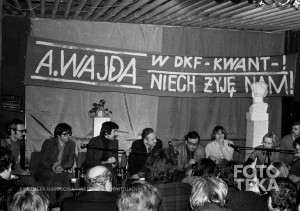 A.WAJDA W DKF-KWANT-!
NIECH ŻYJE NAM!
FOTO
TEKA